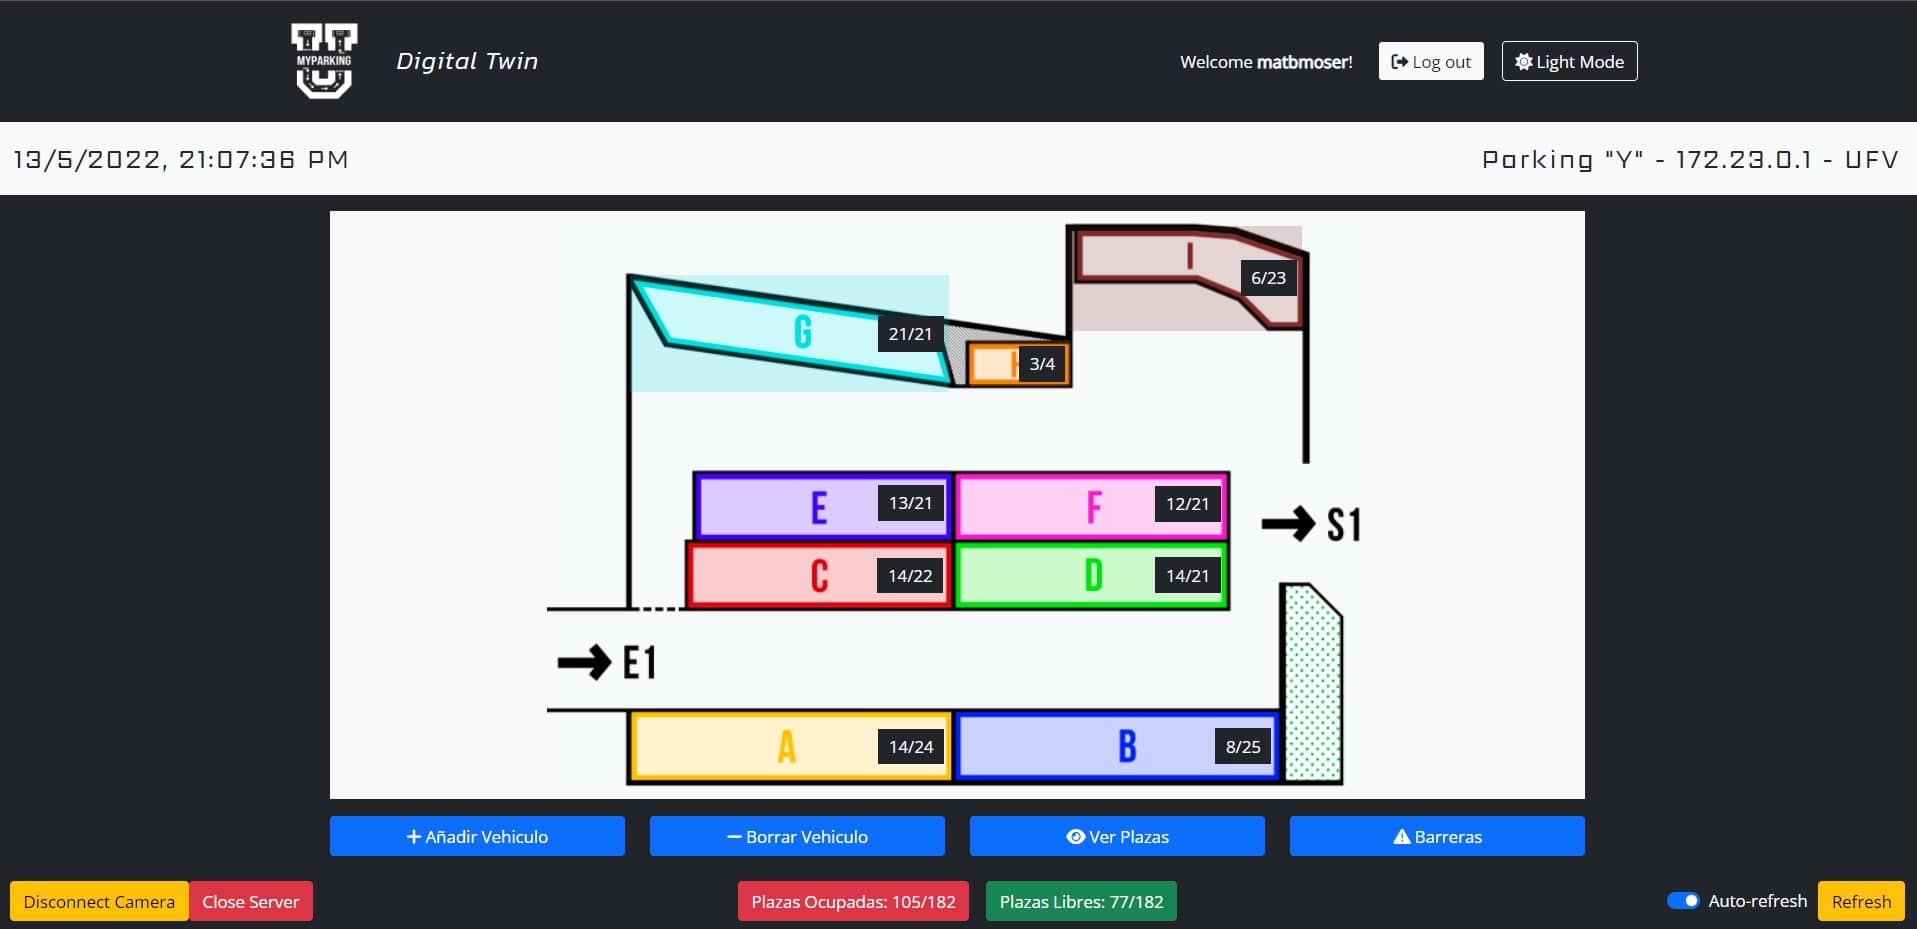 MYPARKING
Digital Twin
Welcome matbmoser!
Log out
Light Mode
13/5/2022, 21:07:36 PM
Parking "Y" - 172.23.0.1 - UFV
I
6/23
G
21/21
3/4
E
13/21
F
12/21
S1
C
14/22
D
14/21
E1
A
14/24
B
8/25
Añadir Vehiculo
Borrar Vehiculo
Ver Plazas
Barreras
Disconnect Camera
Close Server
Plazas Ocupadas: 105/182
Plazas Libres: 77/182
Auto-refresh
Refresh